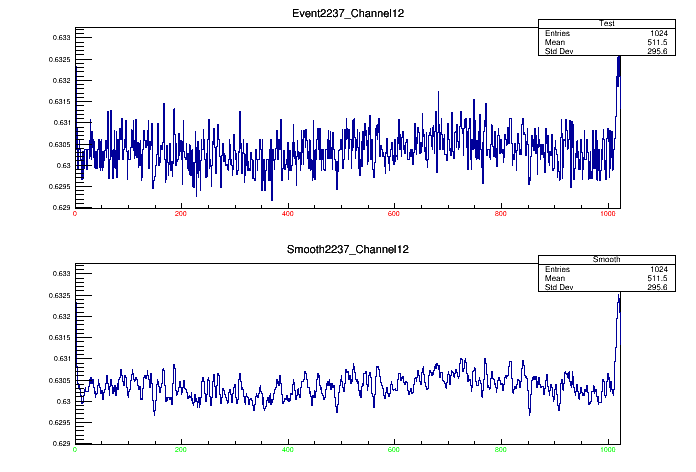 Event2237_Channel12
Test
Entries 1024
Mean 511.5
Std Dev 295.6
0.633
0.6325
0.632
0.6315
0.631
0.6305
0.63
0.6295
0.629
0 200 400 600 800 1000
Smooth2237_Channel12
Smooth
Entries 1024
Mean 511.5
Std Dev 295.6
0.633
0.6325
0.632
0.6315
0.631
0.6305
0.63
0.6295
0.629
0 200 400 600 800 1000